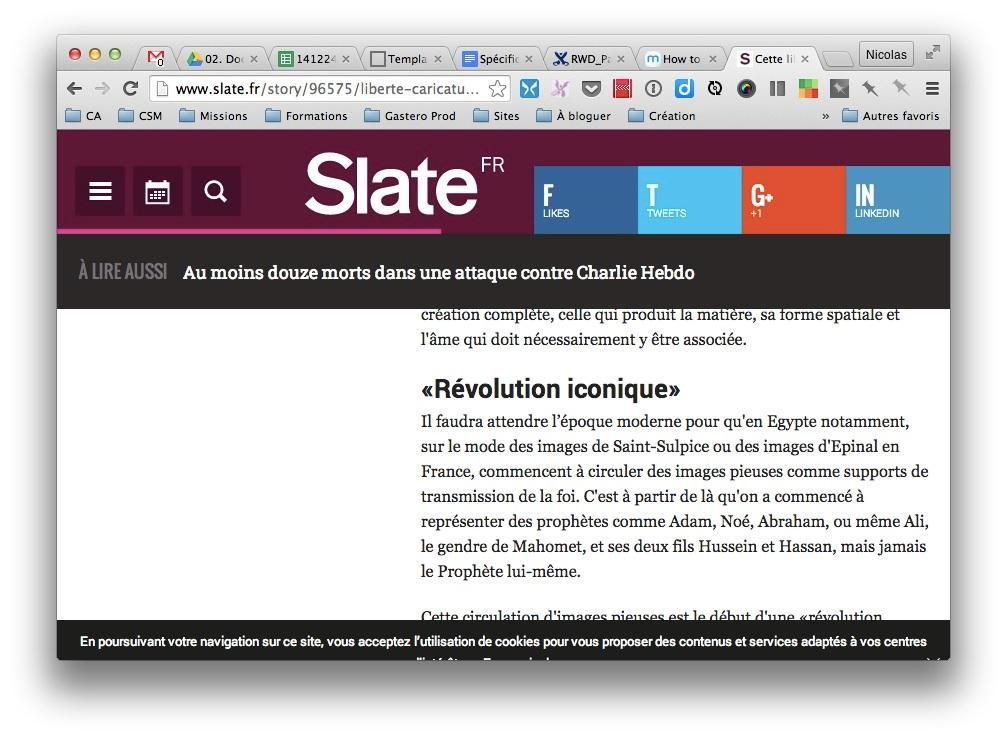 0
02. Do
14122
Templa
Spécific
RWD_Pa
How to
Cette li
Nicolas
www.slate.fr/story/96575/liberte-caricatu...
CA
CSM
Missions
Formations
Gastero Prod
Sites
À bloguer
Création
»
Autres favoris
Slate FR
F
LIKES
T
TWEETS
G+
+1
IN
LINKEDIN
À LIRE AUSSI Au moins douze morts dans une attaque contre Charlie Hebdo
création complète, celle qui produit la matière, sa forme spatiale et
l'âme qui doit nécessairement y être associée.
«Révolution iconique»
Il faudra attendre l’époque moderne pour qu'en Egypte notamment,
sur le mode des images de Saint-Sulpice ou des images d'Epinal en
France, commencent à circuler des images pieuses comme supports de
transmission de la foi. C'est à partir de là qu'on a commencé à
représenter des prophètes comme Adam, Noé, Abraham, ou même Ali,
le gendre de Mahomet, et ses deux fils Hussein et Hassan, mais jamais
le Prophète lui-même.
Cette circulation d'images pieuses est le début d'une «révolution
En poursuivant votre navigation sur ce site, vous acceptez l’utilisation de cookies pour vous proposer des contenus et services adaptés à vos centres